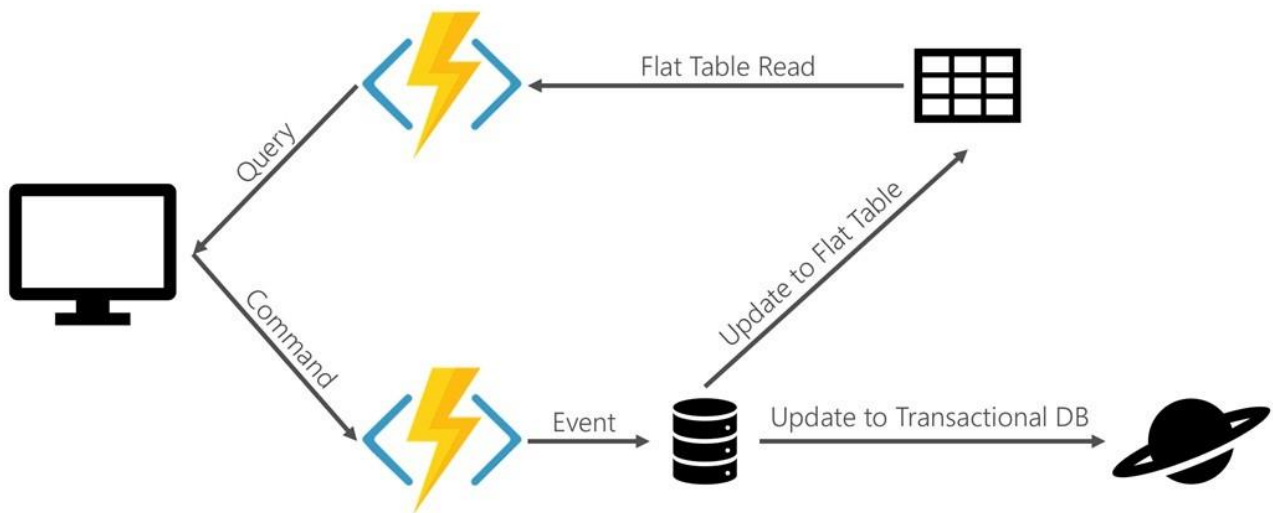 Flat Table Read
Query
Update to Flat Table
Command
Event
Update to Transactional DB